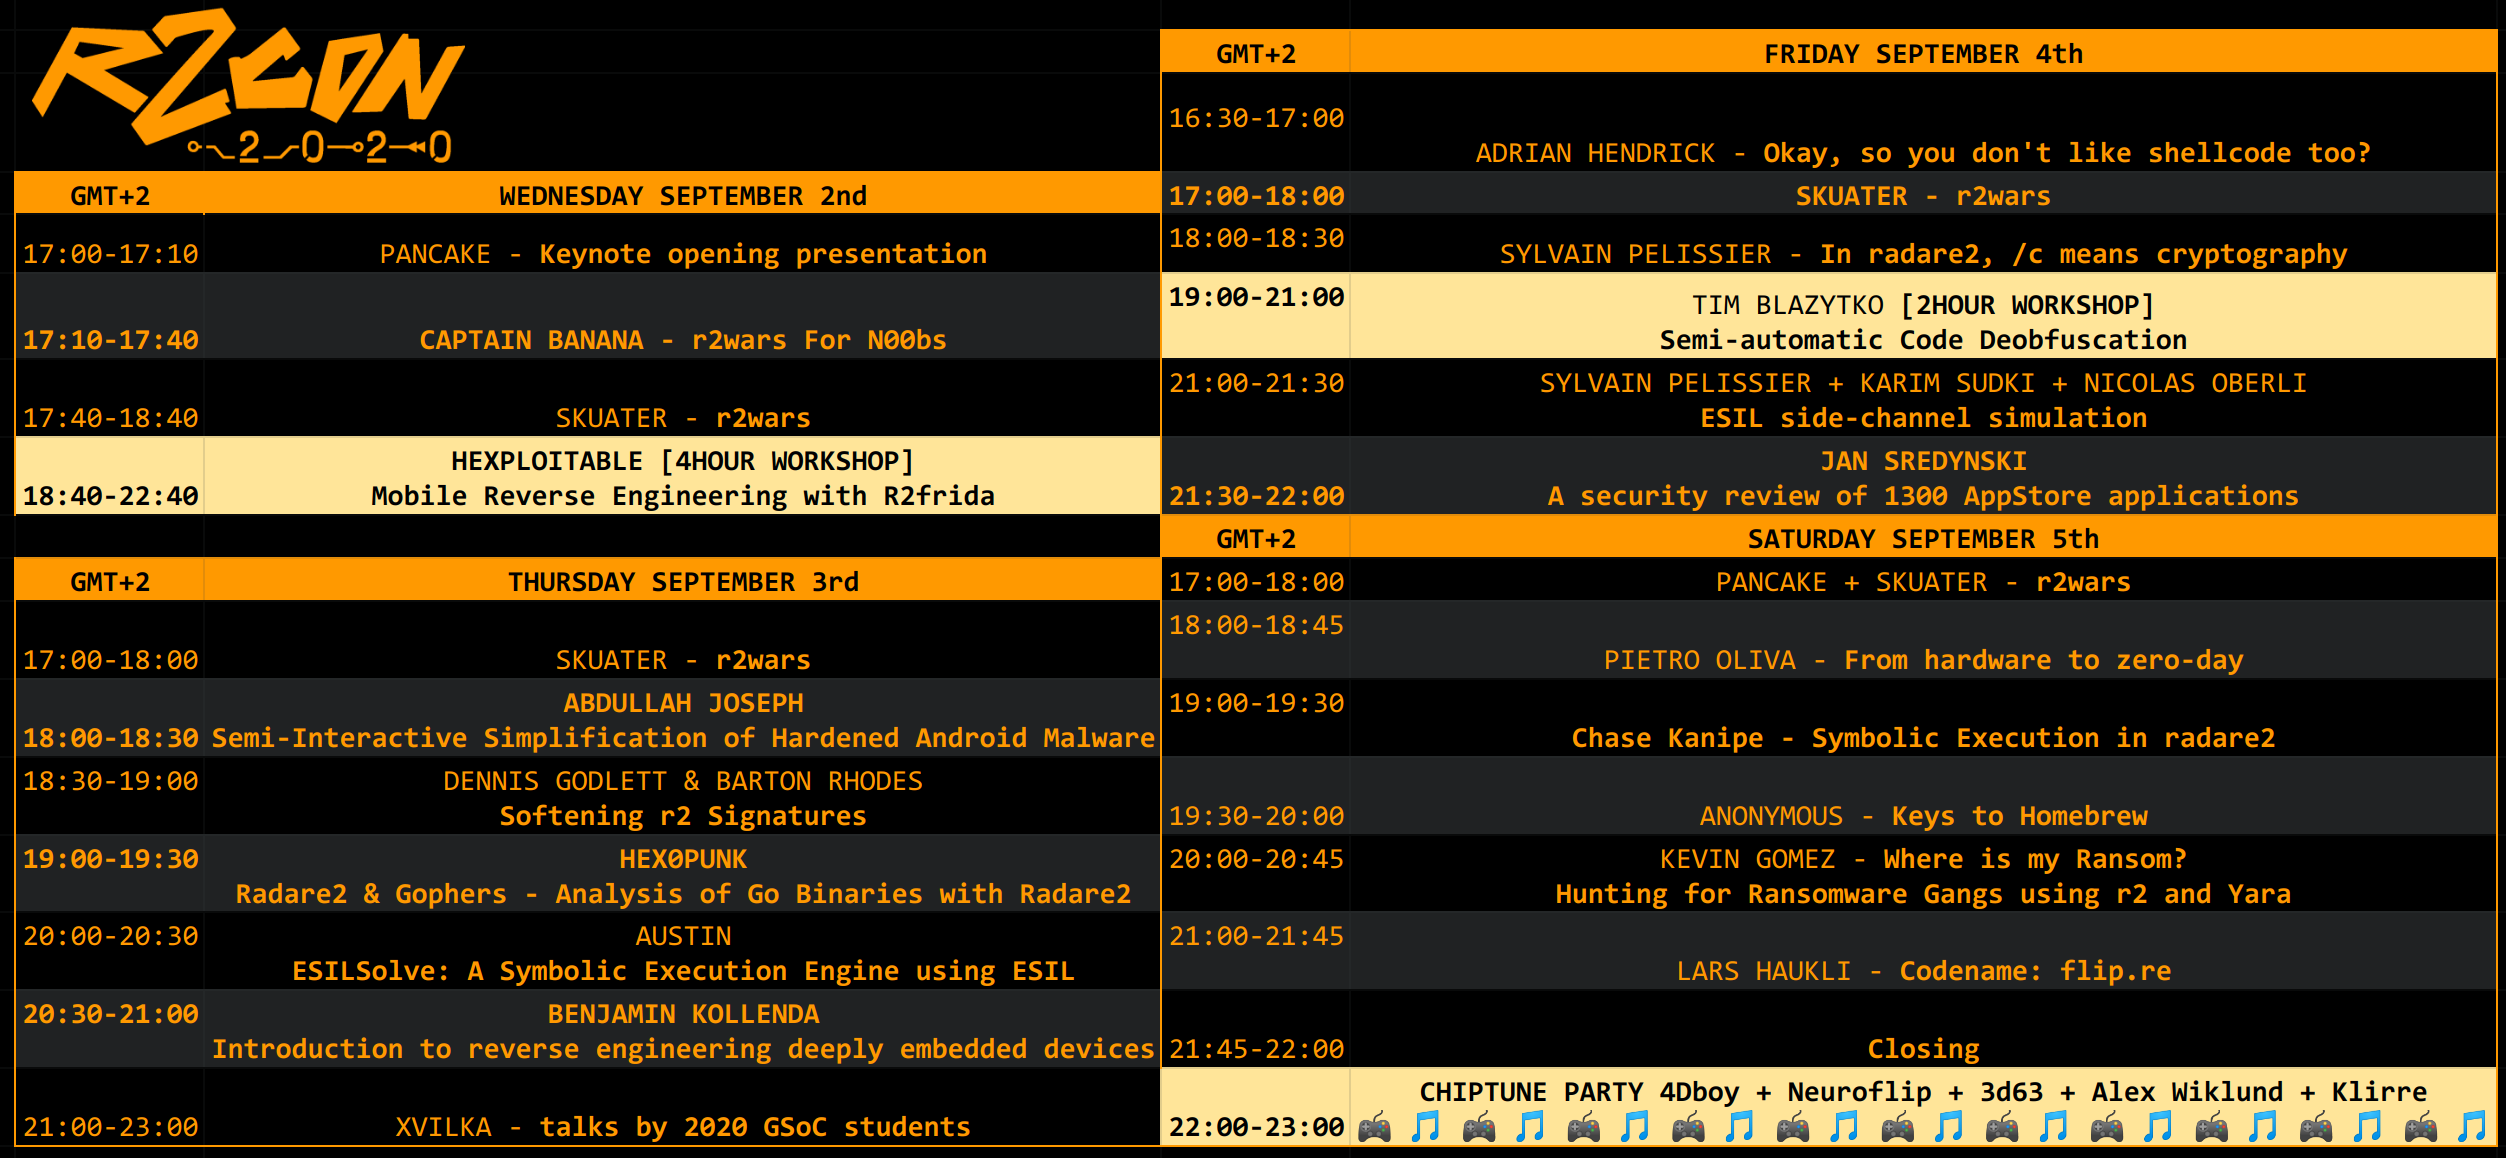 R2CON
2020
GMT+2 WEDNESDAY SEPTEMBER 2nd
17:00-17:10 PANCAKE - Keynote opening presentation
17:10-17:40 CAPTAIN BANANA - r2wars For N00bs
17:40-18:40 SKUATER - r2wars
HEXPLOITABLE [4HOUR WORKSHOP]
18:40-22:40 Mobile Reverse Engineering with R2frida
GMT+2 THURSDAY SEPTEMBER 3rd
17:00-18:00 SKUATER - r2wars
ABDULLAH JOSEPH
18:00-18:30 Semi-Interactive Simplification of Hardened Android Malware
18:30-19:00 DENNIS GODLETT & BARTON RHODES
Softening r2 Signatures
19:00-19:30 HEX0PUNK
Radare2 & Gophers - Analysis of Go Binaries with Radare2
20:00-20:30 AUSTIN
ESILSolve: A Symbolic Execution Engine using ESIL
20:30-21:00 BENJAMIN KOLLENDA
Introduction to reverse engineering deeply embedded devices
21:00-23:00 XVILKA - talks by 2020 GSoC students
GMT+2 FRIDAY SEPTEMBER 4th
16:30-17:00
ADRIAN HENDRICK - Okay, so you don't like shellcode too?
17:00-18:00 SKUATER - r2wars
18:00-18:30
SYLVAIN PELISSIER - In radare2, /c means cryptography
19:00-21:00 TIM BLAZYTKO [2HOUR WORKSHOP]
Semi-automatic Code Deobfuscation
21:00-21:30 SYLVAIN PELISSIER + KARIM SUDKI + NICOLAS OBERLI
ESIL side-channel simulation
JAN SREDYNSKI
21:30-22:00 A security review of 1300 AppStore applications
GMT+2 SATURDAY SEPTEMBER 5th
17:00-18:00 PANCAKE + SKUATER - r2wars
18:00-18:45
PIETRO OLIVA - From hardware to zero-day
19:00-19:30
Chase Kanipe - Symbolic Execution in radare2
19:30-20:00 ANONYMOUS - Keys to Homebrew
20:00-20:45 KEVIN GOMEZ - Where is my Ransom?
Hunting for Ransomware Gangs using r2 and Yara
21:00-21:45
LARS HAUKLI - Codename: flip.re
21:45-22:00 Closing
CHIPTUNE PARTY 4Dboy + Neuroflip + 3d63 + Alex Wiklund + Klirre
22:00-23:00 🎮 🎵 🎮 🎵 🎮 🎵 🎮 🎵 🎮 🎵 🎮 🎵 🎮 🎵 🎮 🎵 🎮 🎵 🎮 🎵 🎮 🎵